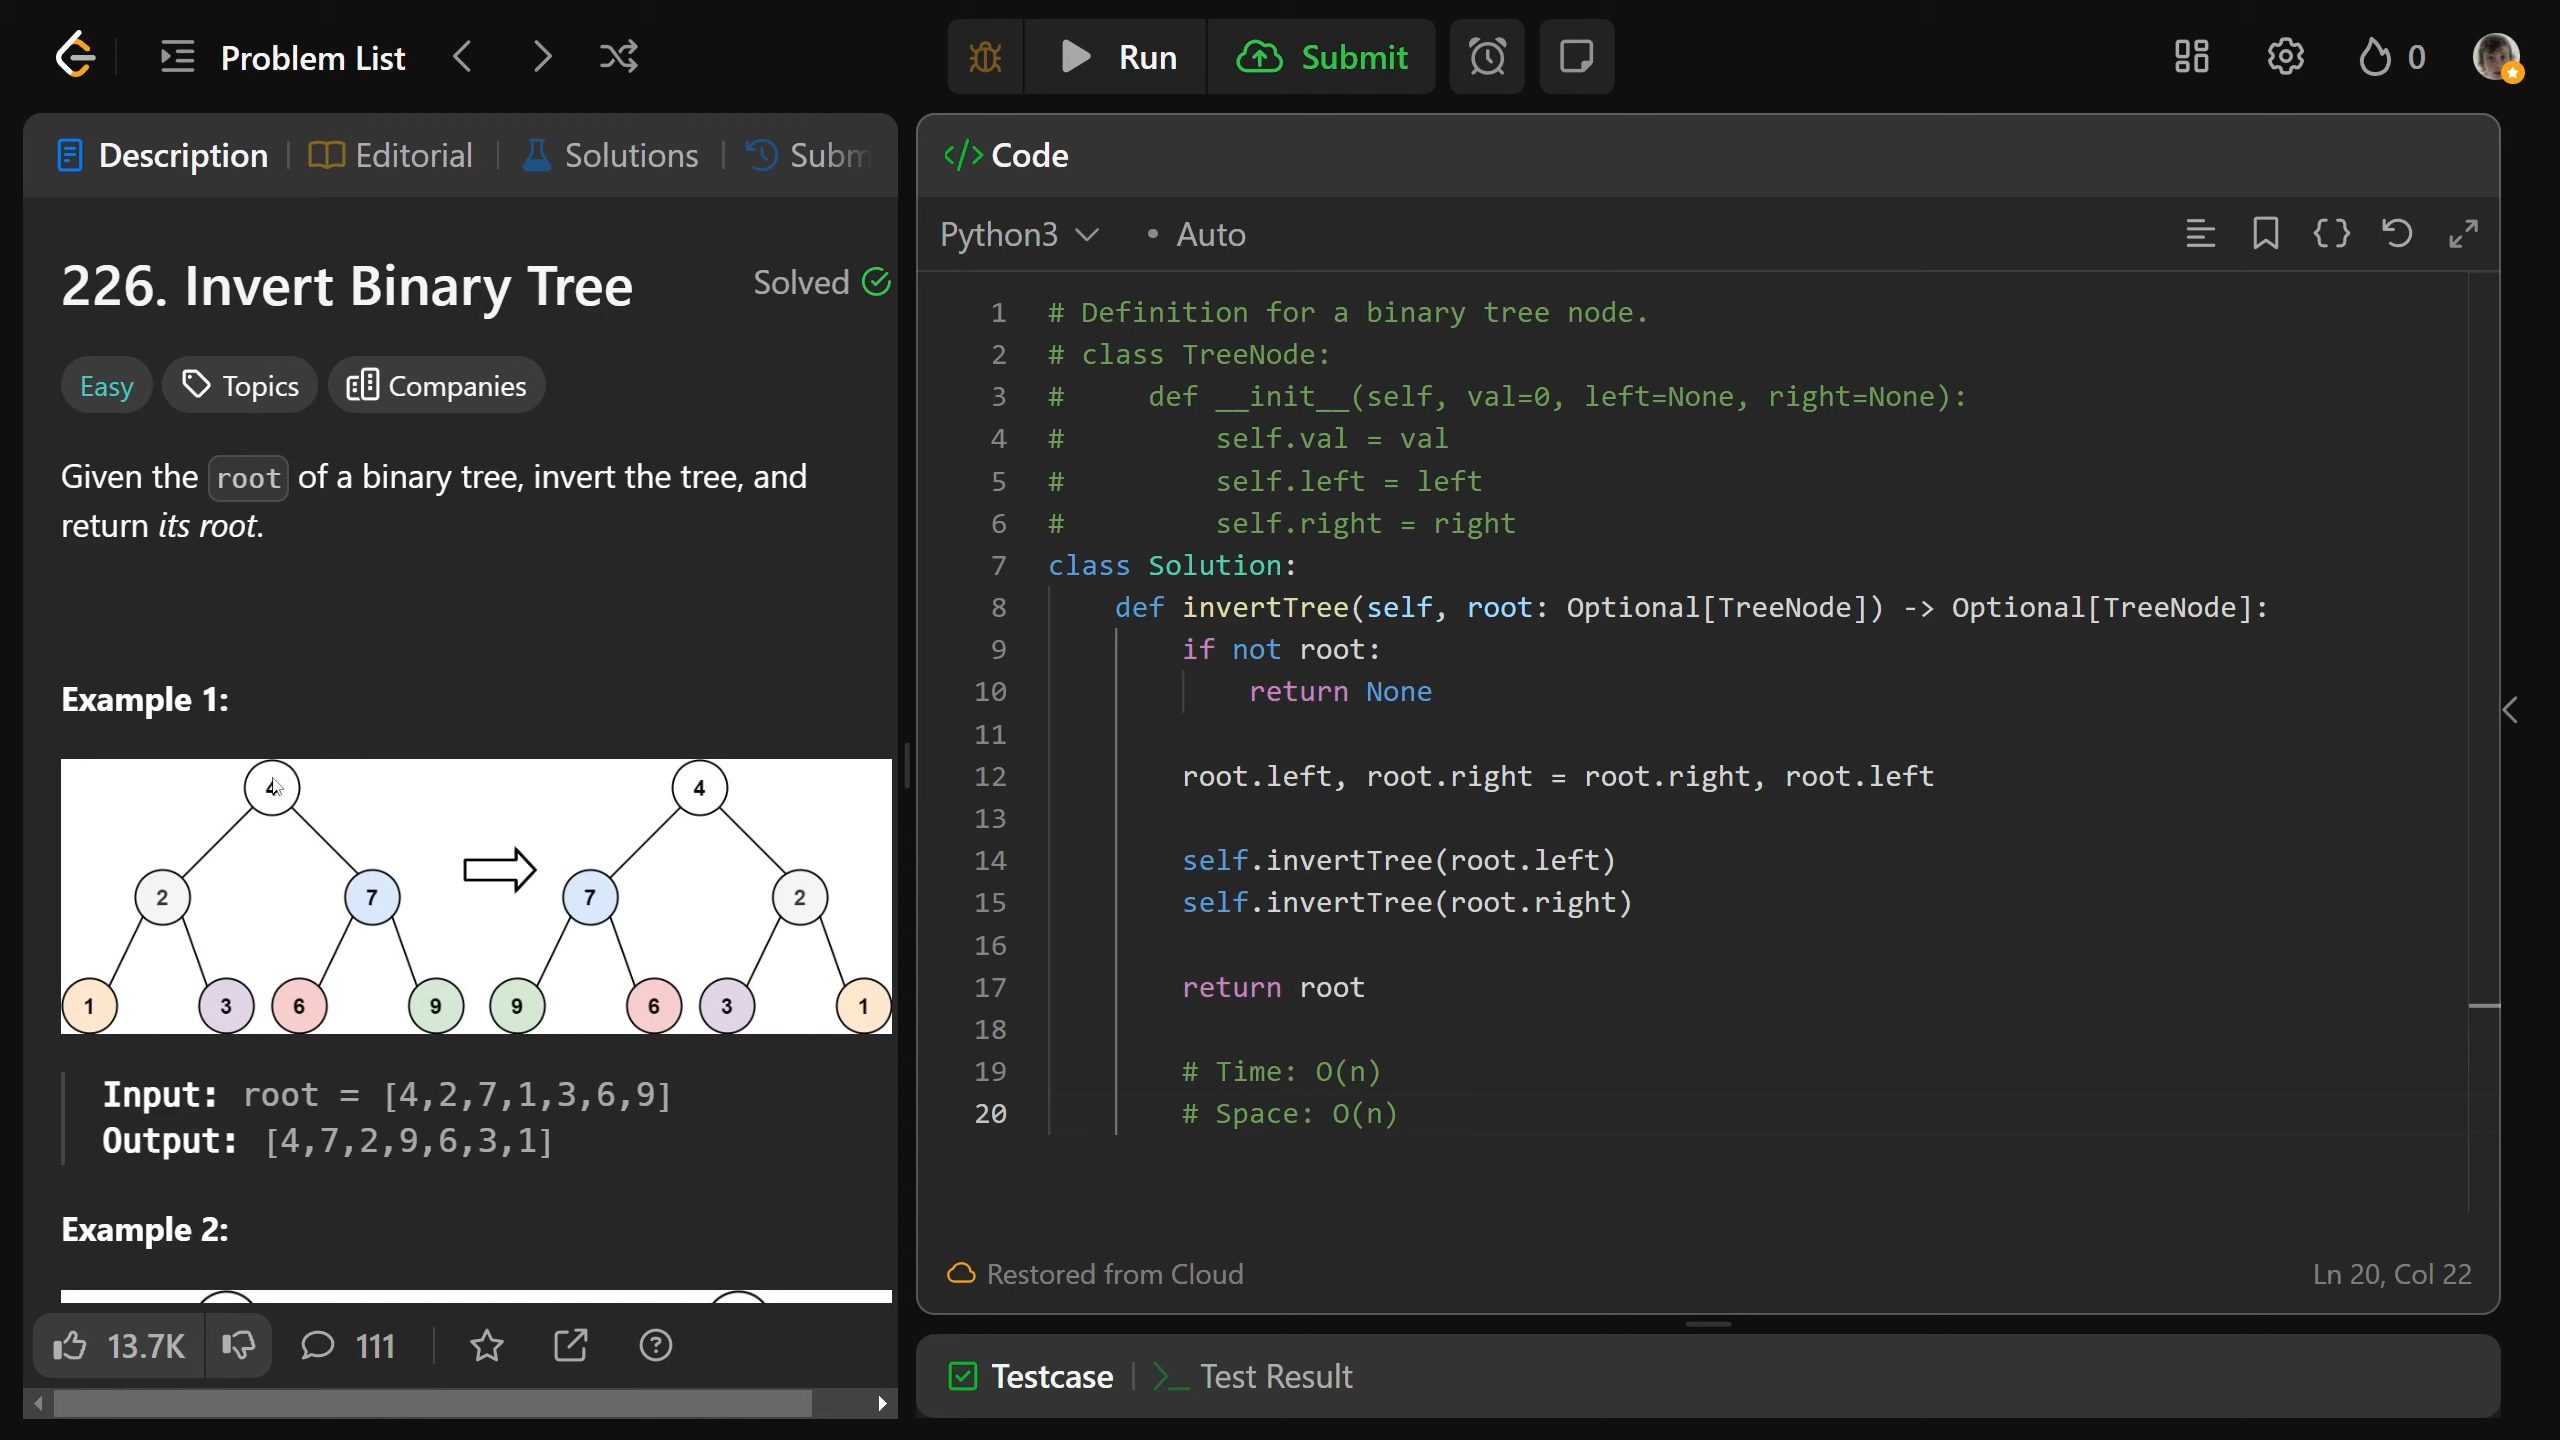 Problem List
Run
Submit
0
Description
Editorial
Solutions
Subm
226. Invert Binary Tree
Solved
Easy
Topics
Companies
Given the root of a binary tree, invert the tree, and
return its root.
Example 1:
4
4
2
7
7
2
1
3
6
9
9
6
3
1
Input: root = [4,2,7,1,3,6,9]
Output: [4,7,2,9,6,3,1]
Example 2:
13.7K
111
</> Code
Python3
• Auto
1 # Definition for a binary tree node.
2 # class TreeNode:
3 #     def __init__(self, val=0, left=None, right=None):
4 #         self.val = val
5 #         self.left = left
6 #         self.right = right
7 class Solution:
8     def invertTree(self, root: Optional[TreeNode]) -> Optional[TreeNode]:
9         if not root:
10             return None
11
12         root.left, root.right = root.right, root.left
13
14         self.invertTree(root.left)
15         self.invertTree(root.right)
16
17         return root
18
19         # Time: O(n)
20         # Space: O(n)
Restored from Cloud
Ln 20, Col 22
Testcase
Test Result